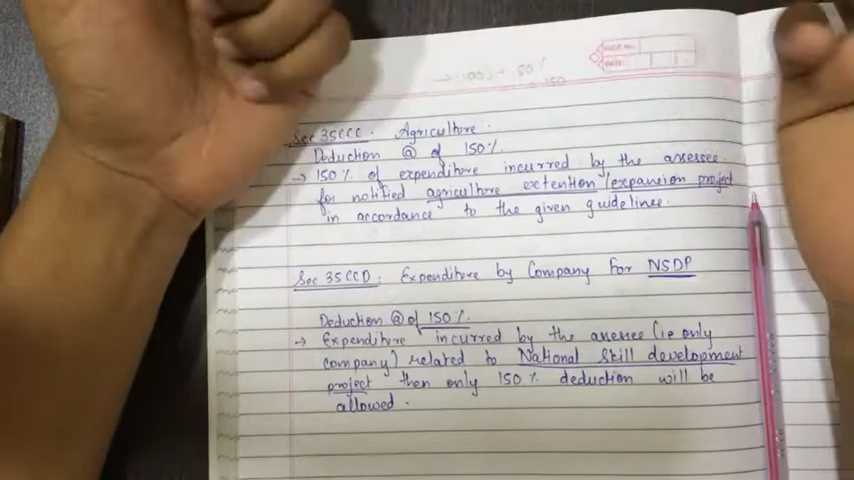 Sec 35CCC. Agriculture.
Deduction @ of 150%.
→ 150% of expenditure incurred by the assessee
for notified agriculture extention / expansion project
in accordance to the given guidelines.
Sec 35CCD: Expenditure by Company for NSDP
Deduction @ of 150%.
→ Expenditure incurred by the assessee (i.e only
company) related to National Skill development
project then only 150% deduction will be
allowed.